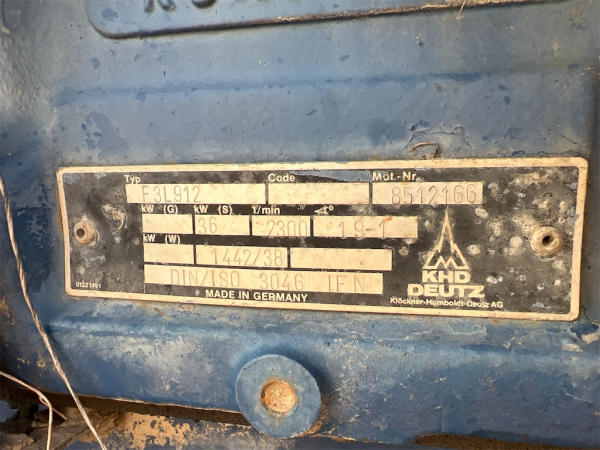 Typ Code Mot.-Nr.
F3L912 8512166
kW (G) kW (S) 1/min
36 2300 19-1
kW (W)
1442/38
DIN/ISO 3046 IFN
01221491 MADE IN GERMANY
KHD
DEUTZ
Klöckner-Humboldt-Deutz AG